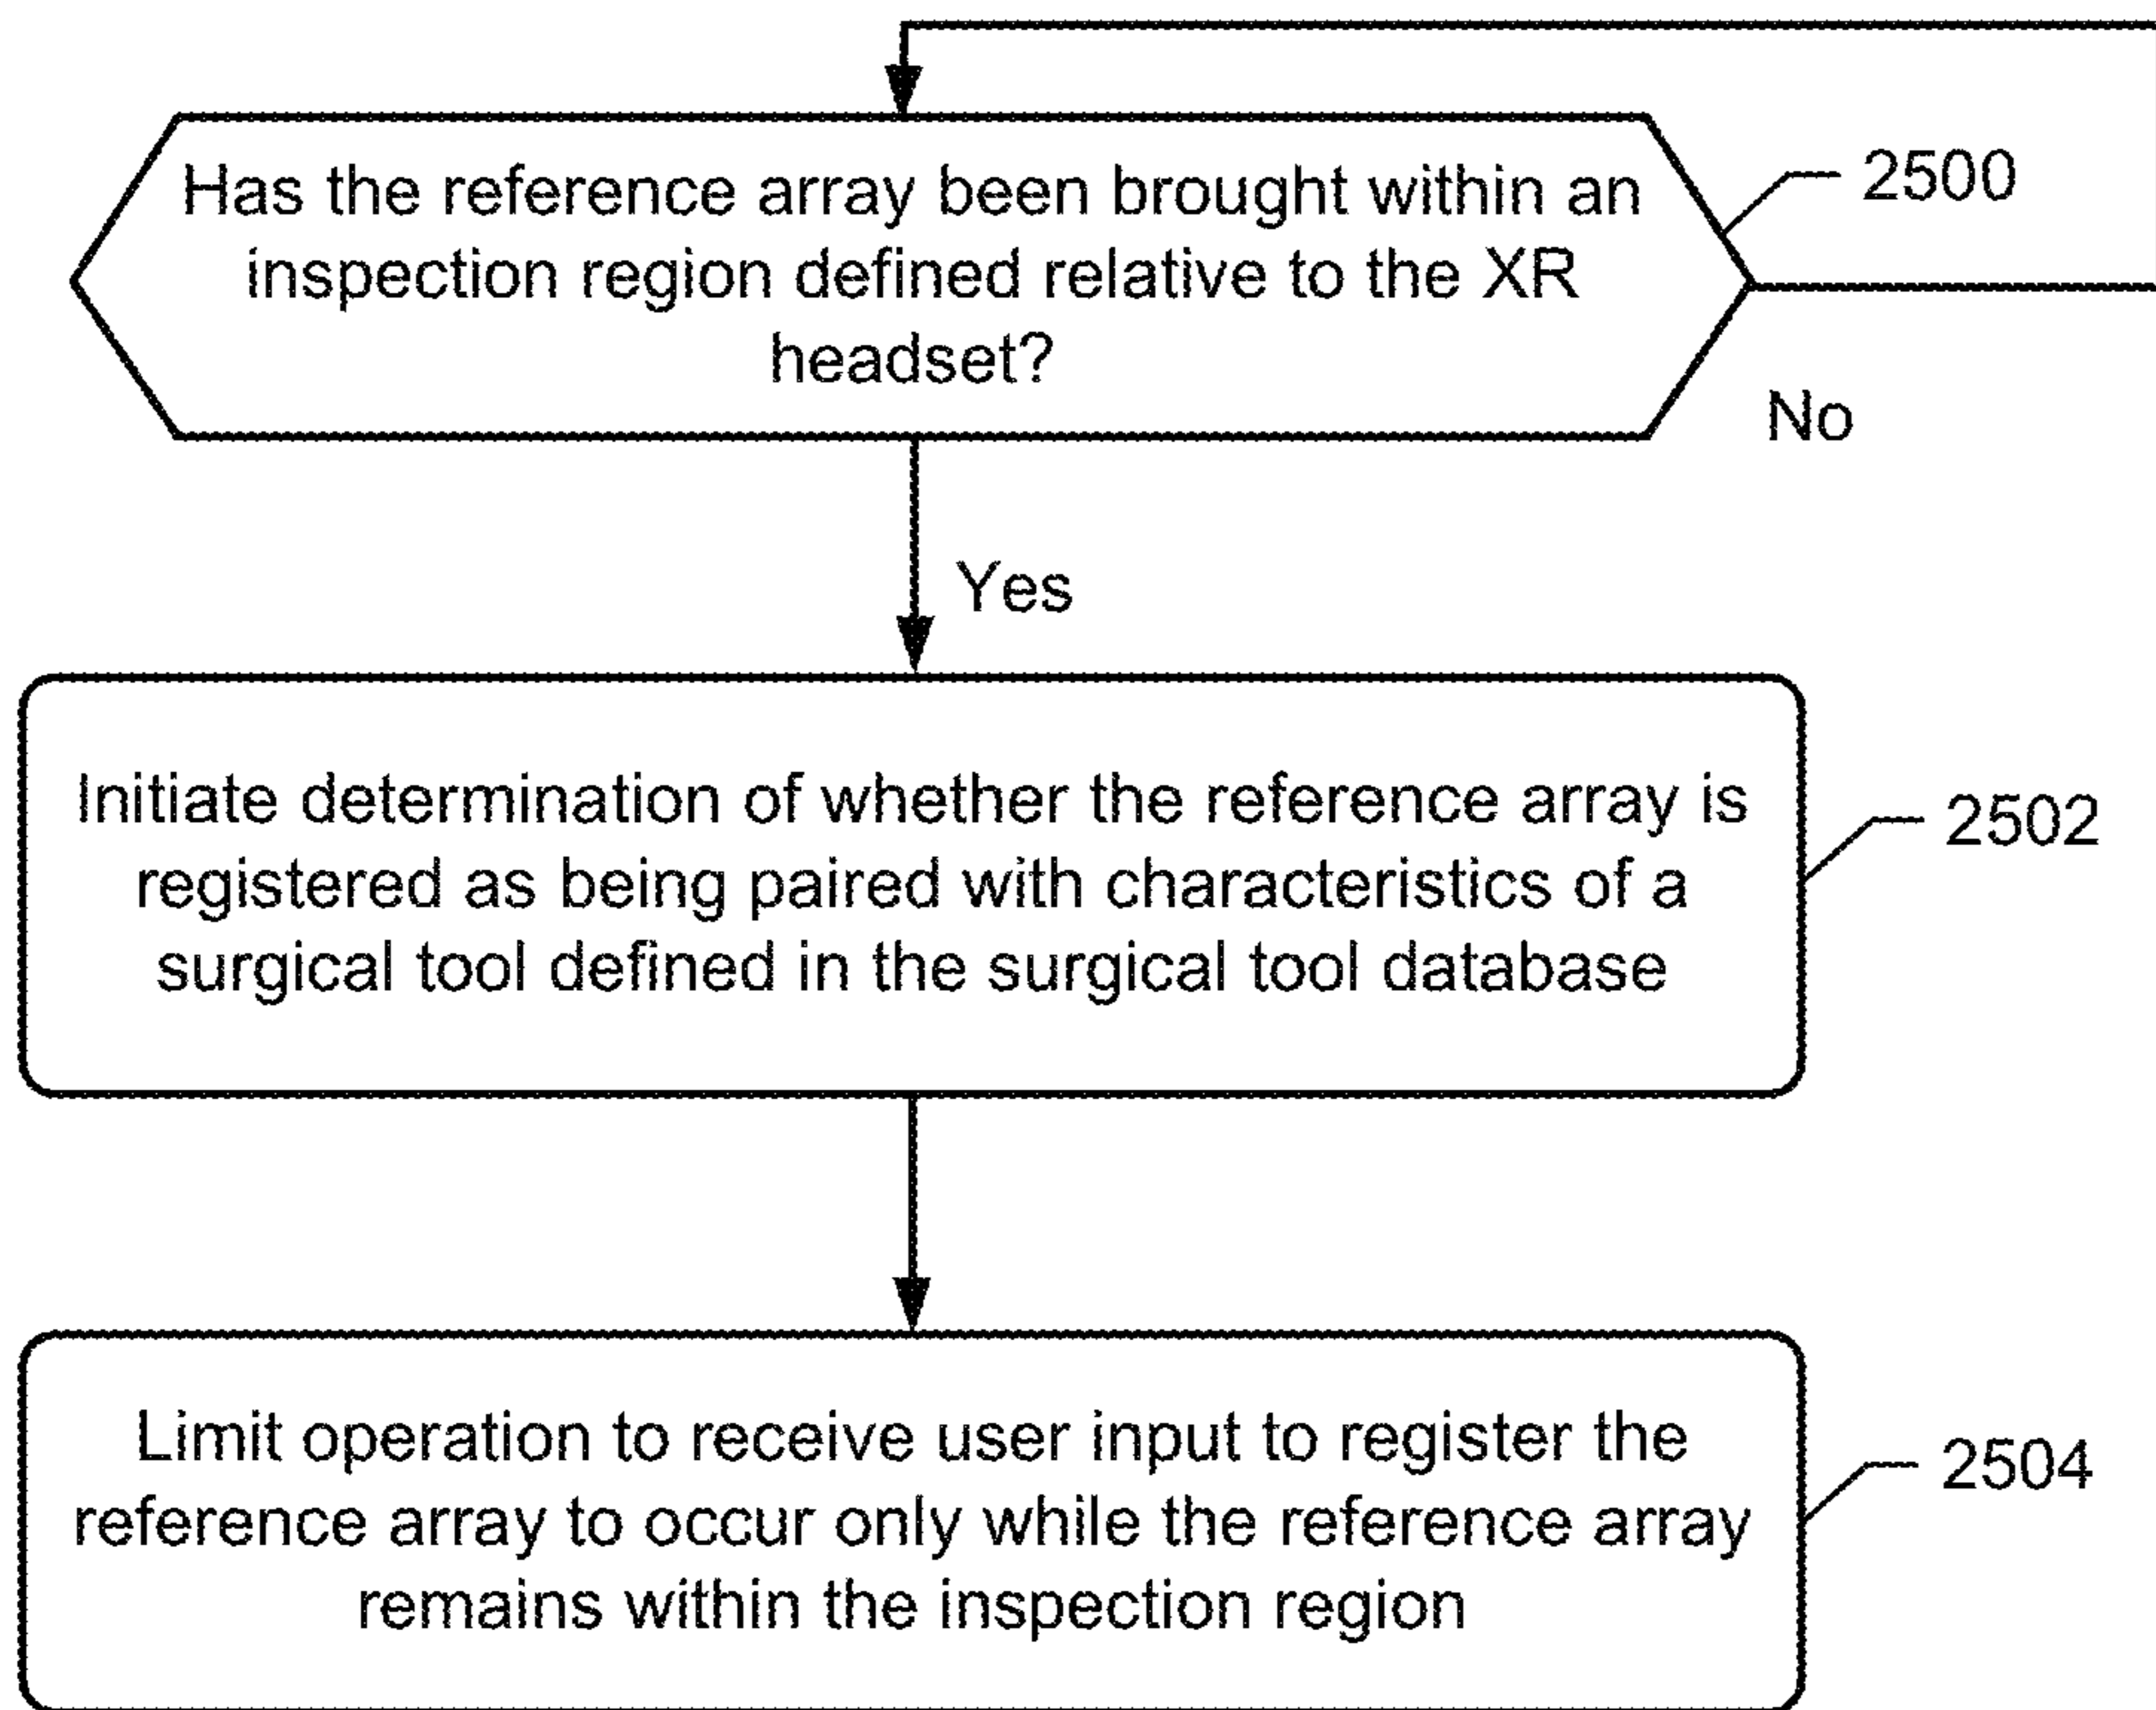 Has the reference array been brought within an
inspection region defined relative to the XR
headset?
2500
No
Yes
Initiate determination of whether the reference array is
registered as being paired with characteristics of a
surgical tool defined in the surgical tool database
2502
Limit operation to receive user input to register the
reference array to occur only while the reference array
remains within the inspection region
2504